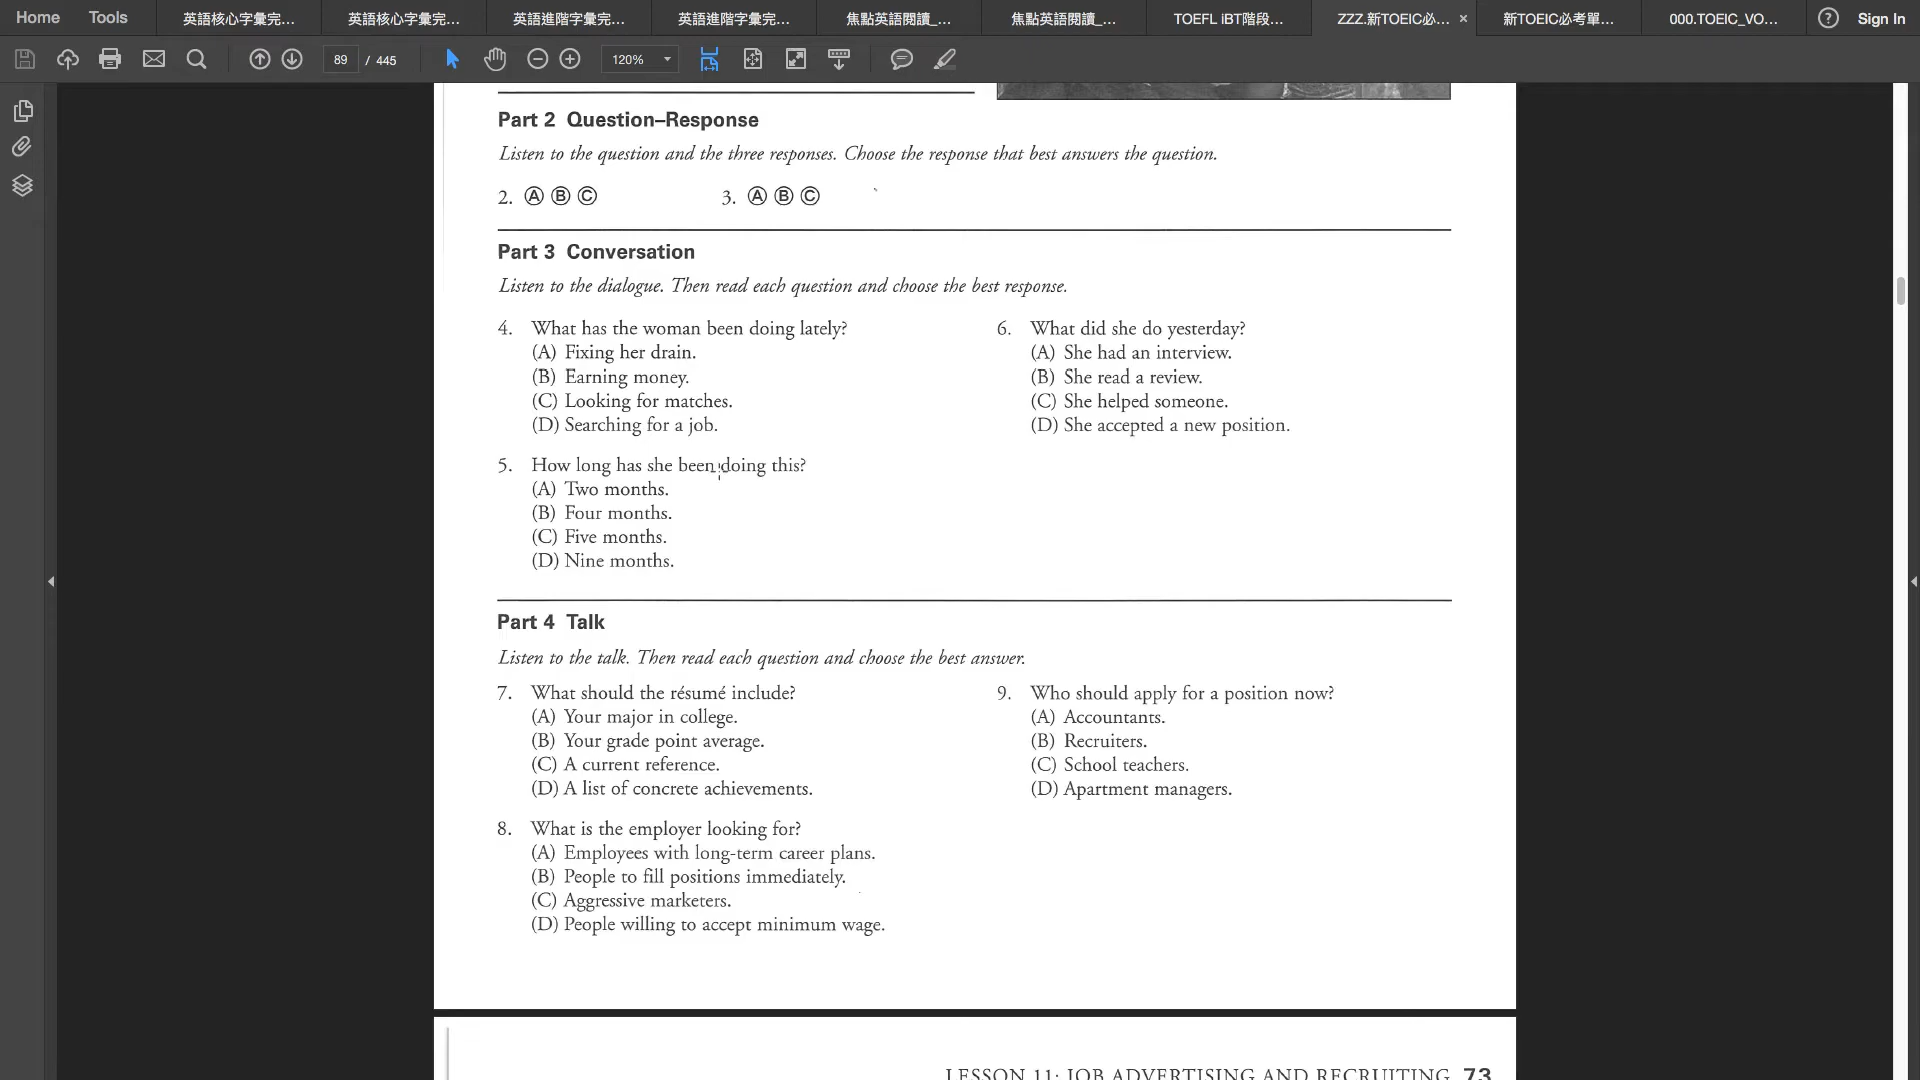 Home Tools 英語核心字彙完... 英語核心字彙完... 英語進階字彙完... 英語進階字彙完... 焦點英語閱讀_... 焦點英語閱讀_... TOEFL iBT階段... ZZZ.新TOEIC必... × 新TOEIC必考單... 000.TOEIC_VO... ? Sign In
89 / 445 120%
Part 2 Question–Response
Listen to the question and the three responses. Choose the response that best answers the question.
2. Ⓐ Ⓑ Ⓒ 3. Ⓐ Ⓑ Ⓒ
Part 3 Conversation
Listen to the dialogue. Then read each question and choose the best response.
4. What has the woman been doing lately?
(A) Fixing her drain.
(B) Earning money.
(C) Looking for matches.
(D) Searching for a job.
5. How long has she been doing this?
(A) Two months.
(B) Four months.
(C) Five months.
(D) Nine months.
6. What did she do yesterday?
(A) She had an interview.
(B) She read a review.
(C) She helped someone.
(D) She accepted a new position.
Part 4 Talk
Listen to the talk. Then read each question and choose the best answer.
7. What should the résumé include?
(A) Your major in college.
(B) Your grade point average.
(C) A current reference.
(D) A list of concrete achievements.
8. What is the employer looking for?
(A) Employees with long-term career plans.
(B) People to fill positions immediately.
(C) Aggressive marketers.
(D) People willing to accept minimum wage.
9. Who should apply for a position now?
(A) Accountants.
(B) Recruiters.
(C) School teachers.
(D) Apartment managers.
LESSON 11: JOB ADVERTISING AND RECRUITING 73